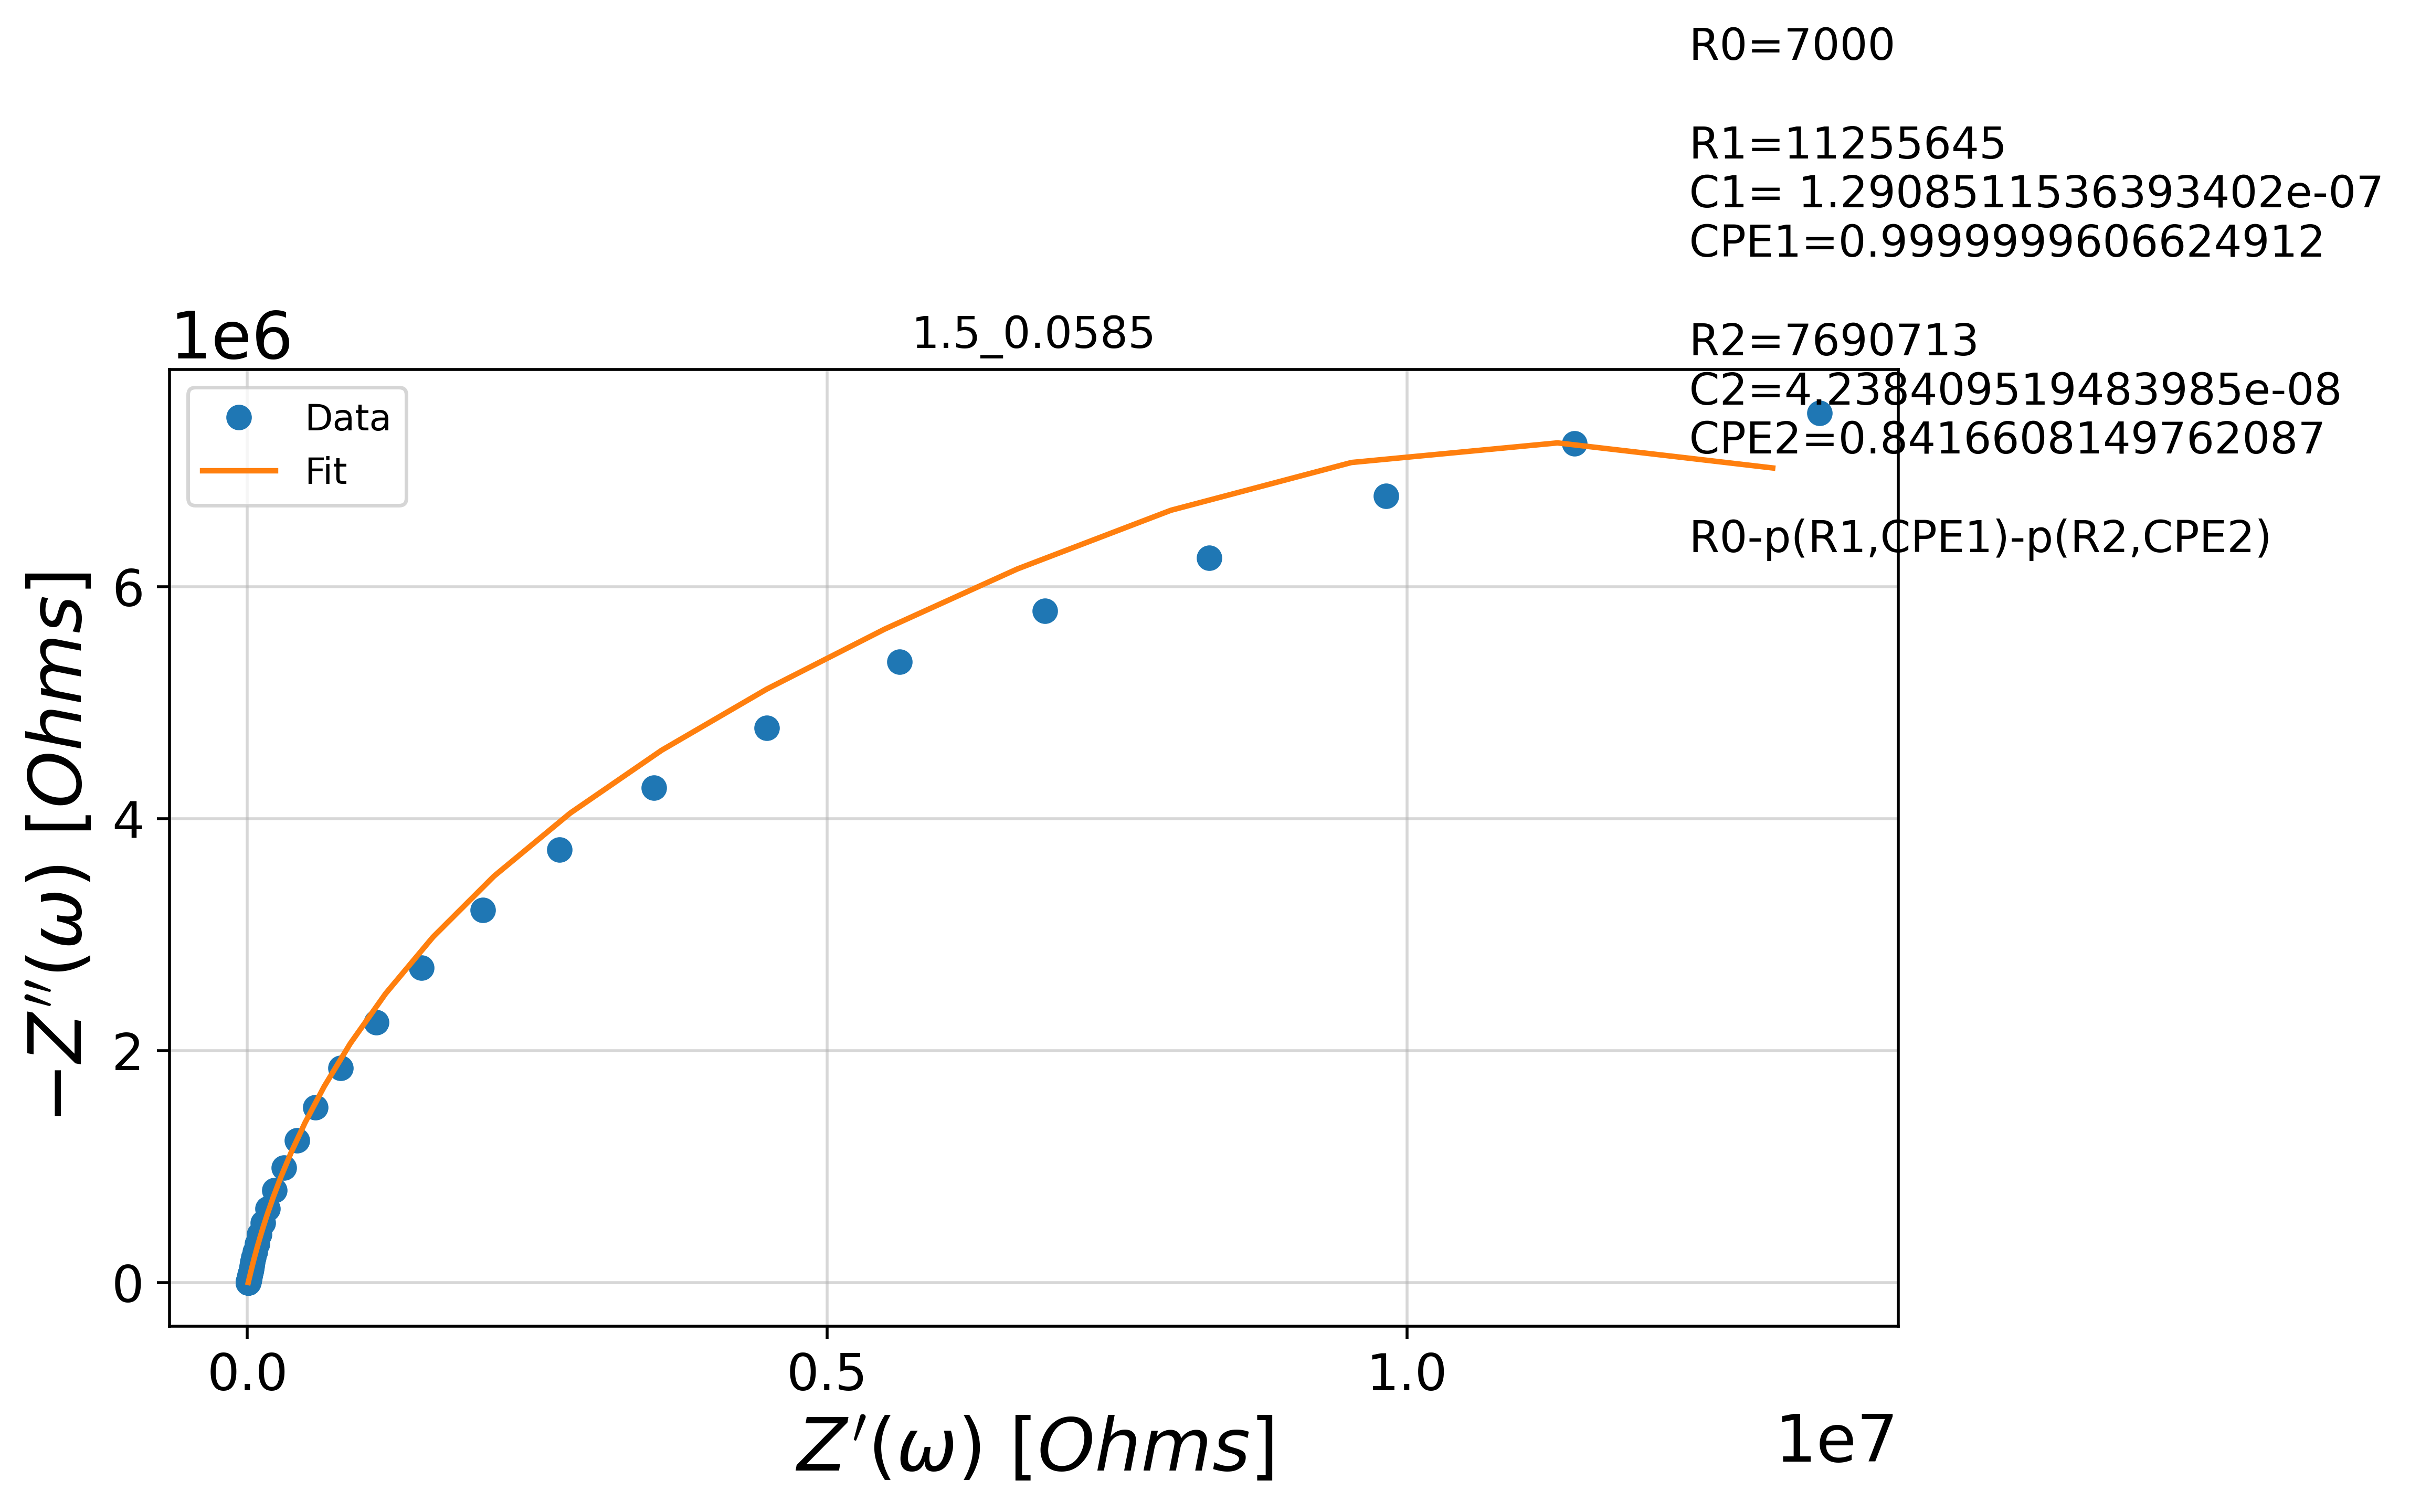 R0=7000
R1=11255645
C1= 1.2908511536393402e-07
CPE1=0.9999999606624912
R2=7690713
C2=4.238409519483985e-08
CPE2=0.8416608149762087
R0-p(R1,CPE1)-p(R2,CPE2)
1e6
1.5_0.0585
Data
Fit
6
4
2
0
−Z′′(ω) [Ohms]
0.0
0.5
1.0
Z′(ω) [Ohms]
1e7